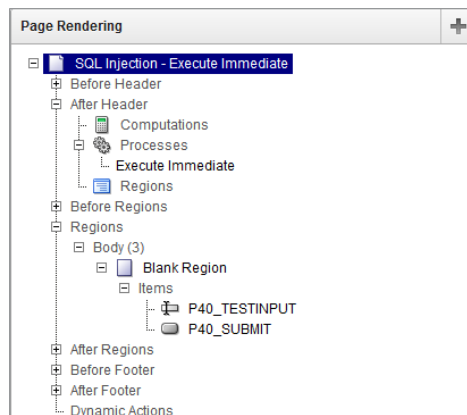 Page Rendering
SQL Injection - Execute Immediate
Before Header
After Header
Computations
Processes
Execute Immediate
Regions
Before Regions
Regions
Body (3)
Blank Region
Items
P40_TESTINPUT
P40_SUBMIT
After Regions
Before Footer
After Footer
Dynamic Actions